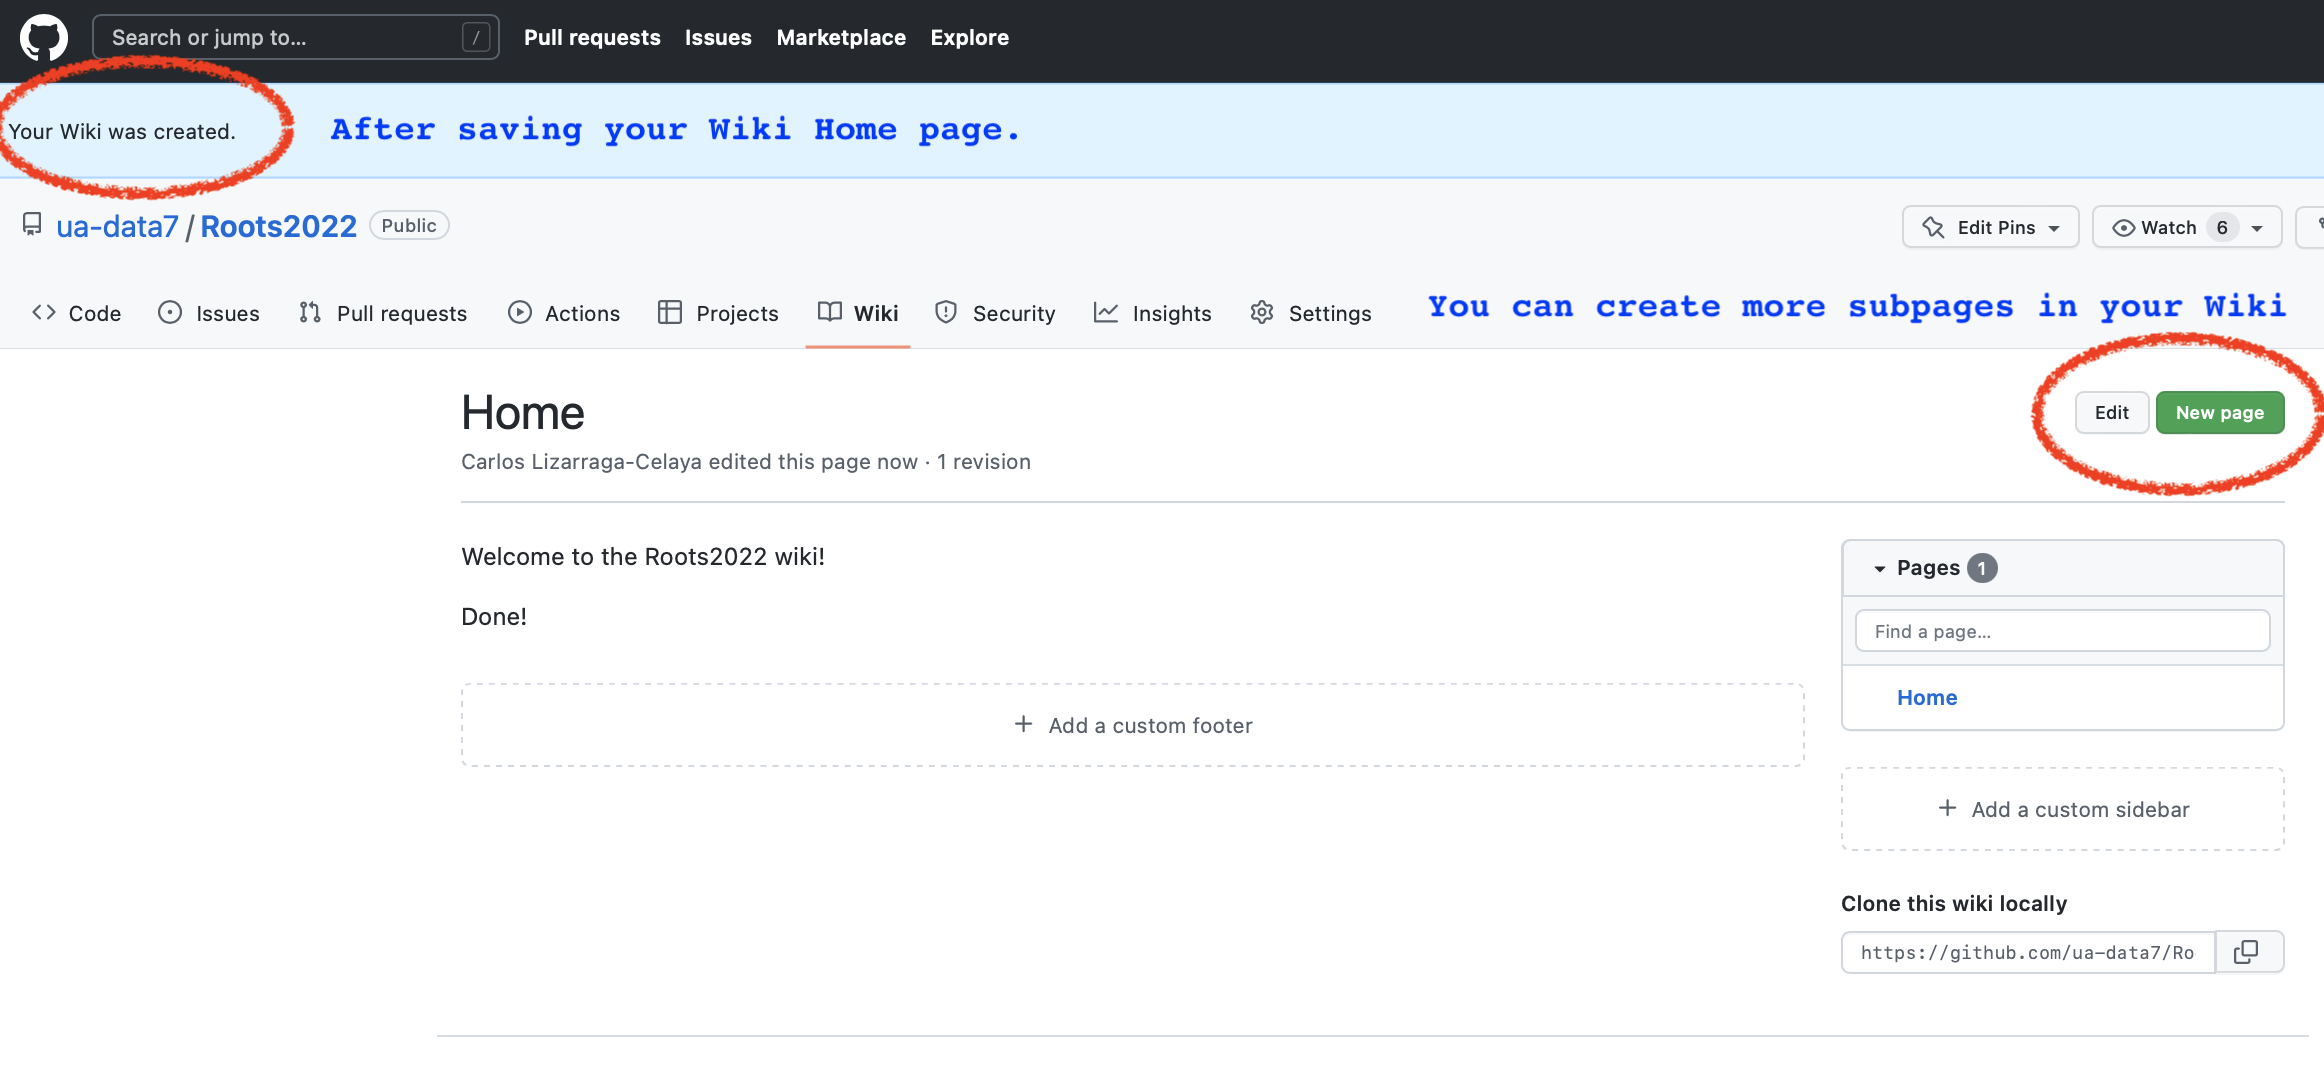 Search or jump to... /
Pull requests Issues Marketplace Explore
Your Wiki was created.
After saving your Wiki Home page.
ua-data7 / Roots2022 Public
Edit Pins Watch 6
Code Issues Pull requests Actions Projects Wiki Security Insights Settings
You can create more subpages in your Wiki
Home
Edit New page
Carlos Lizarraga-Celaya edited this page now · 1 revision
Welcome to the Roots2022 wiki!
Done!
+ Add a custom footer
Pages 1
Find a page...
Home
+ Add a custom sidebar
Clone this wiki locally
https://github.com/ua-data7/Ro